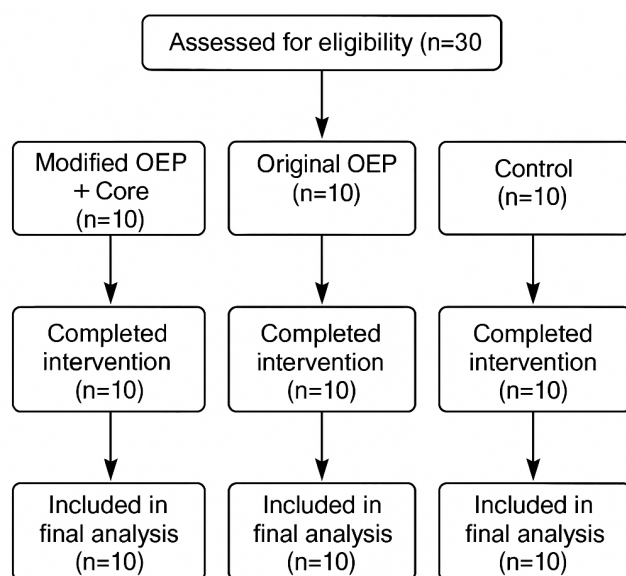 Assessed for eligibility (n=30
Modified OEP
+ Core
(n=10)
Original OEP
(n=10)
Control
(n=10)
Completed
intervention
(n=10)
Completed
intervention
(n=10)
Completed
intervention
(n=10)
Included in
final analysis
(n=10)
Included in
final analysis
(n=10)
Included in
final analysis
(n=10)